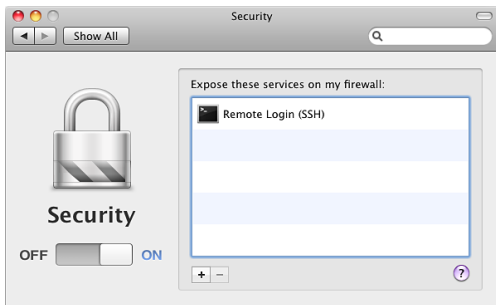 Security
Show All
Expose these services on my firewall:
Remote Login (SSH)
Security
OFF ON
+ −
?